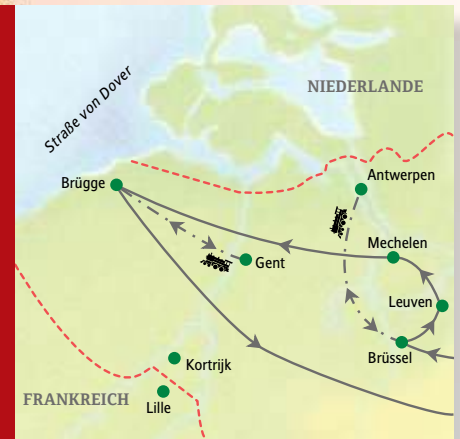 NIEDERLANDE
Straße von Dover
Antwerpen
Brügge
Mechelen
Gent
Leuven
Brüssel
Kortrijk
FRANKREICH
Lille